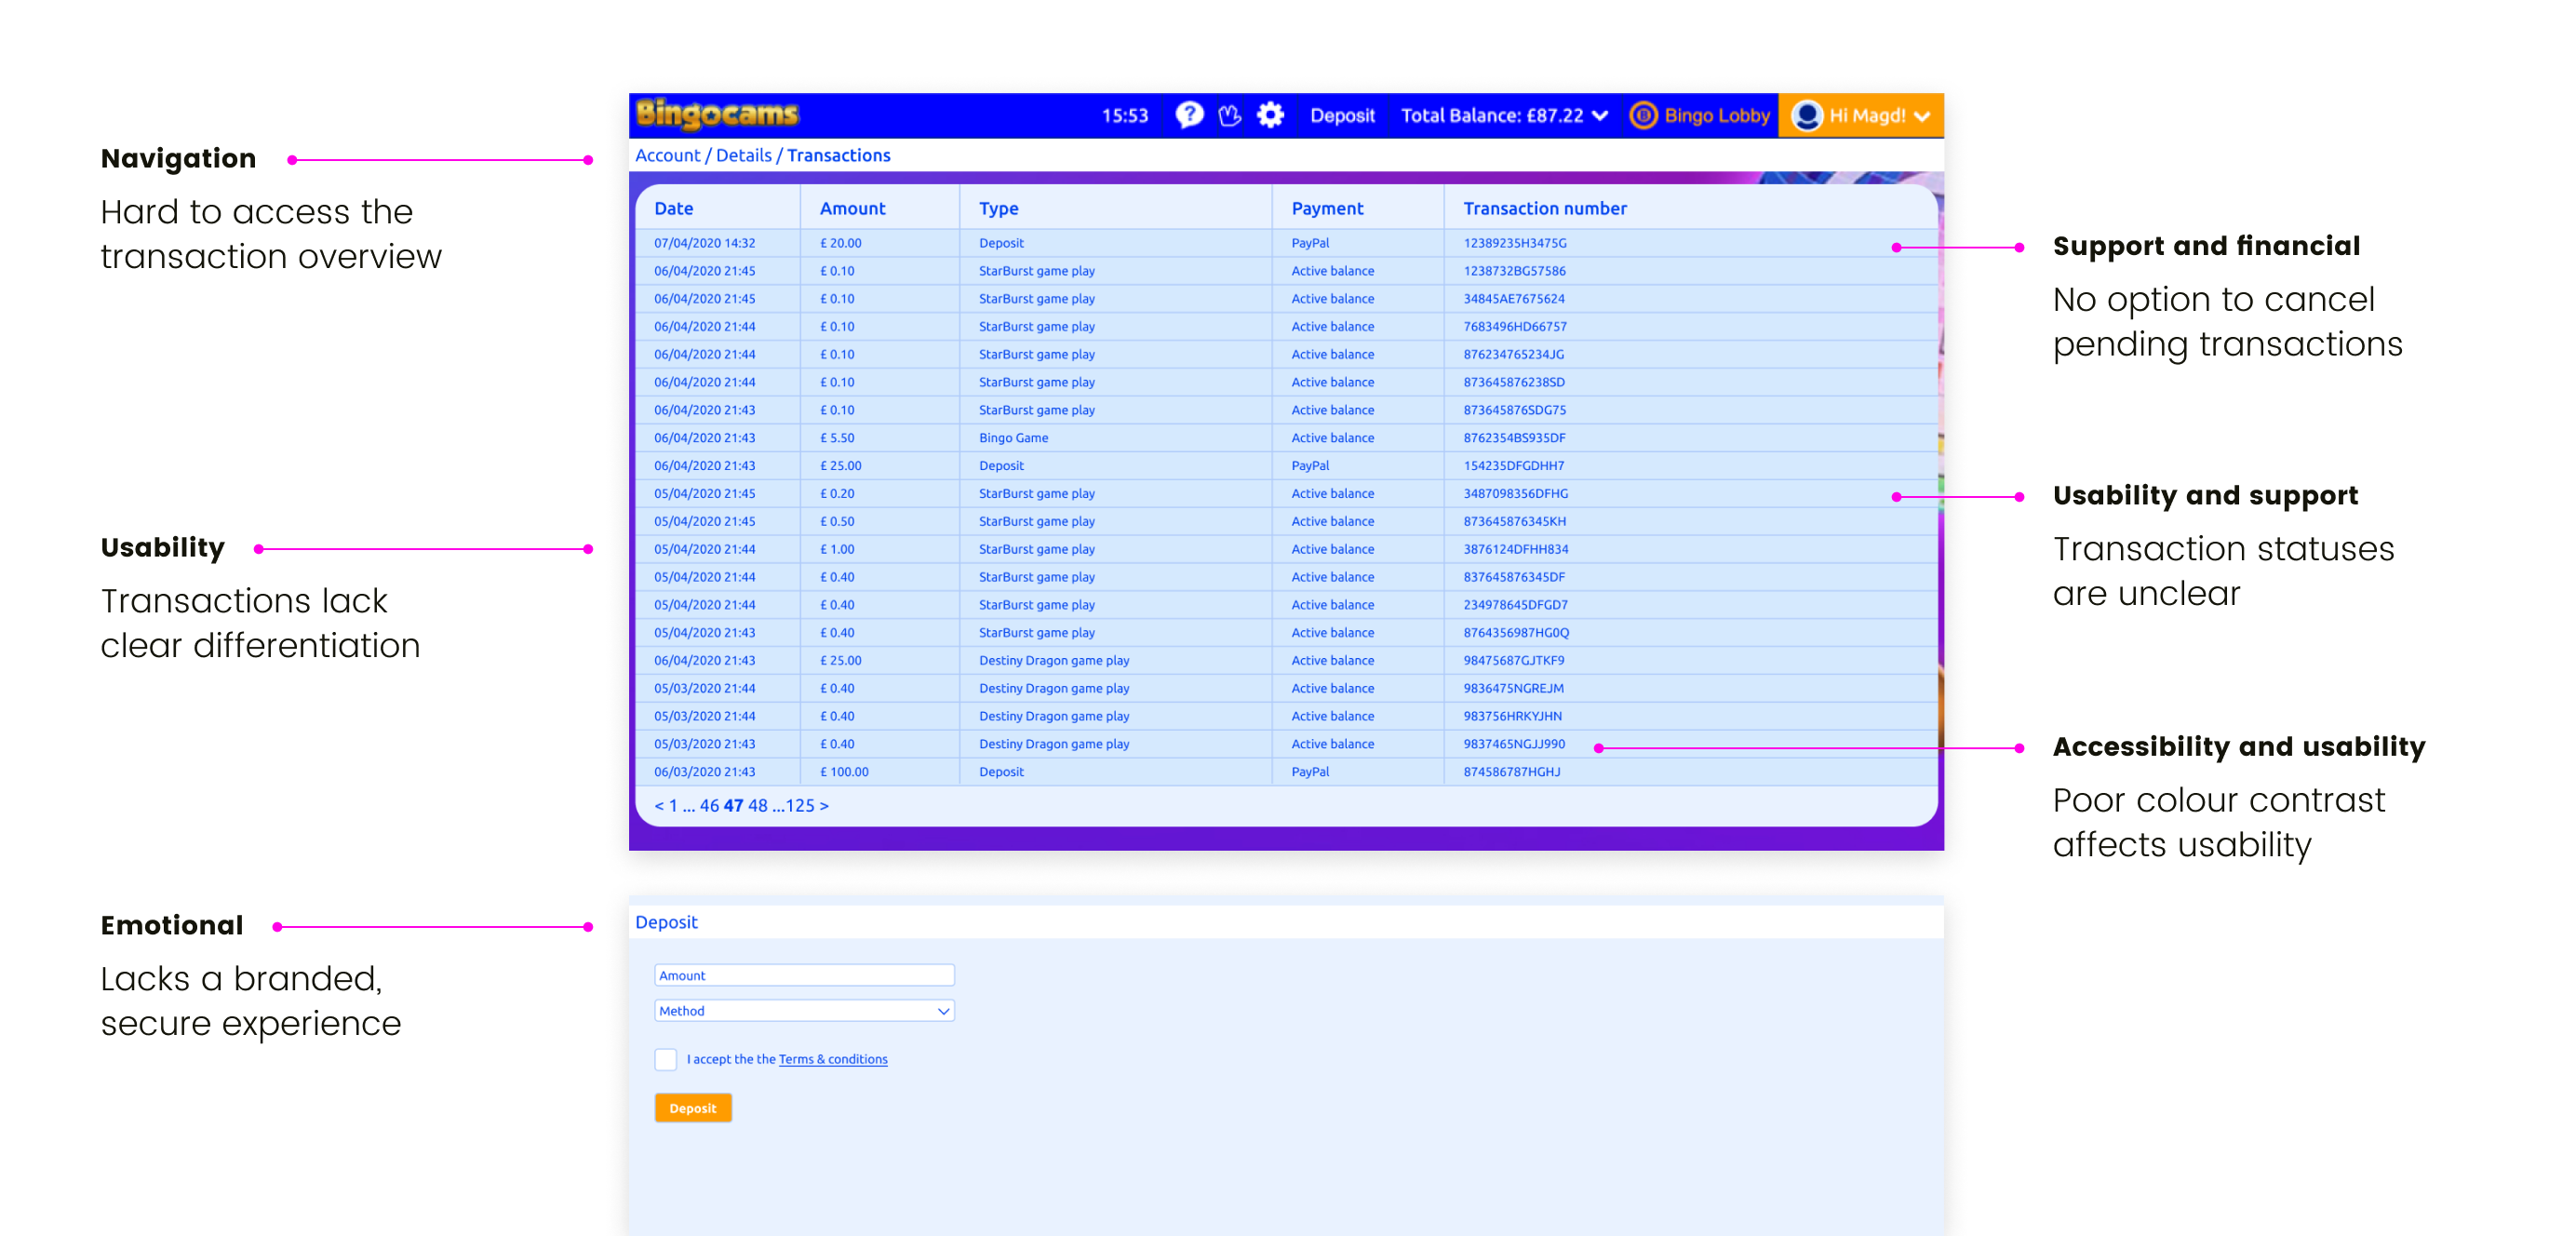 Navigation
Hard to access the
transaction overview
Usability
Transactions lack
clear differentiation
Emotional
Lacks a branded,
secure experience
Bingocams 15:53 ? Deposit Total Balance: £87.22 B Bingo Lobby Hi Magd!
Account / Details / Transactions
Date Amount Type Payment Transaction number
07/04/2020 14:32 £ 20.00 Deposit PayPal 12389235H3475G
06/04/2020 21:45 £ 0.10 StarBurst game play Active balance 1238732BG57586
06/04/2020 21:45 £ 0.10 StarBurst game play Active balance 34845AE7675624
06/04/2020 21:44 £ 0.10 StarBurst game play Active balance 7683496HD66757
06/04/2020 21:44 £ 0.10 StarBurst game play Active balance 876234765234JG
06/04/2020 21:44 £ 0.10 StarBurst game play Active balance 873645876238SD
06/04/2020 21:43 £ 0.10 StarBurst game play Active balance 873645876SDG75
06/04/2020 21:43 £ 5.50 Bingo Game Active balance 8762354BS935DF
06/04/2020 21:43 £ 25.00 Deposit PayPal 154235DFGDHH7
05/04/2020 21:45 £ 0.20 StarBurst game play Active balance 3487098356DFHG
05/04/2020 21:45 £ 0.50 StarBurst game play Active balance 873645876345KH
05/04/2020 21:44 £ 1.00 StarBurst game play Active balance 3876124DFHH834
05/04/2020 21:44 £ 0.40 StarBurst game play Active balance 837645876345DF
05/04/2020 21:44 £ 0.40 StarBurst game play Active balance 234978645DFGD7
05/04/2020 21:43 £ 0.40 StarBurst game play Active balance 8764356987HG0Q
06/04/2020 21:43 £ 25.00 Destiny Dragon game play Active balance 98475687GJTKF9
05/03/2020 21:44 £ 0.40 Destiny Dragon game play Active balance 9836475NGREJM
05/03/2020 21:44 £ 0.40 Destiny Dragon game play Active balance 983756HRKYJHN
05/03/2020 21:43 £ 0.40 Destiny Dragon game play Active balance 9837465NGJJ990
06/03/2020 21:43 £ 100.00 Deposit PayPal 874586787HGHJ
< 1 ... 46 47 48 ...125 >
Deposit
Amount
Method
I accept the the Terms & conditions
Deposit
Support and financial
No option to cancel
pending transactions
Usability and support
Transaction statuses
are unclear
Accessibility and usability
Poor colour contrast
affects usability